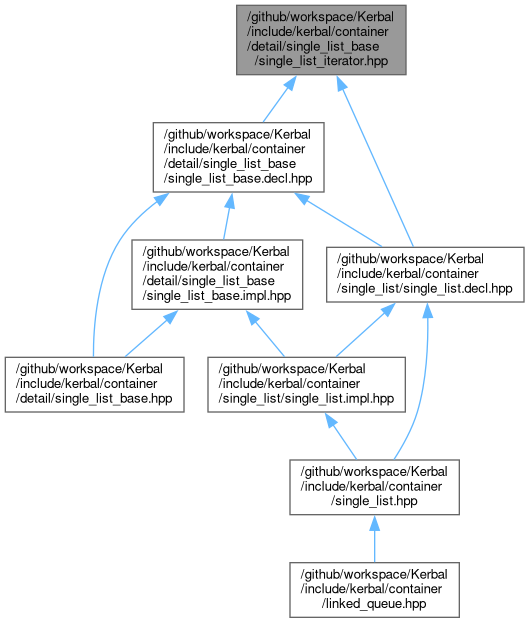 /github/workspace/Kerbal
/include/kerbal/container
/detail/single_list_base
/single_list_iterator.hpp
/github/workspace/Kerbal
/include/kerbal/container
/detail/single_list_base
/single_list_base.decl.hpp
/github/workspace/Kerbal
/include/kerbal/container
/detail/single_list_base
/single_list_base.impl.hpp
/github/workspace/Kerbal
/include/kerbal/container
/single_list/single_list.decl.hpp
/github/workspace/Kerbal
/include/kerbal/container
/detail/single_list_base.hpp
/github/workspace/Kerbal
/include/kerbal/container
/single_list/single_list.impl.hpp
/github/workspace/Kerbal
/include/kerbal/container
/single_list.hpp
/github/workspace/Kerbal
/include/kerbal/container
/linked_queue.hpp